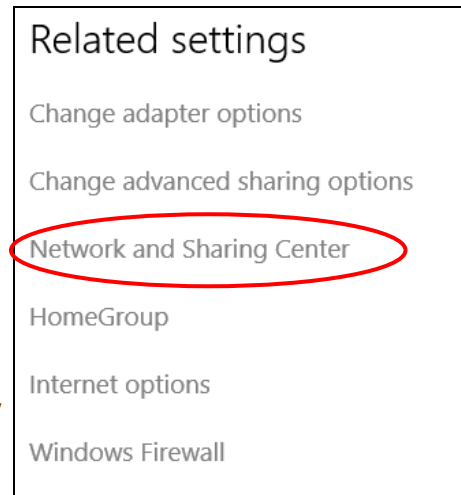 Related settings
Change adapter options
Change advanced sharing options
Network and Sharing Center
HomeGroup
Internet options
Windows Firewall